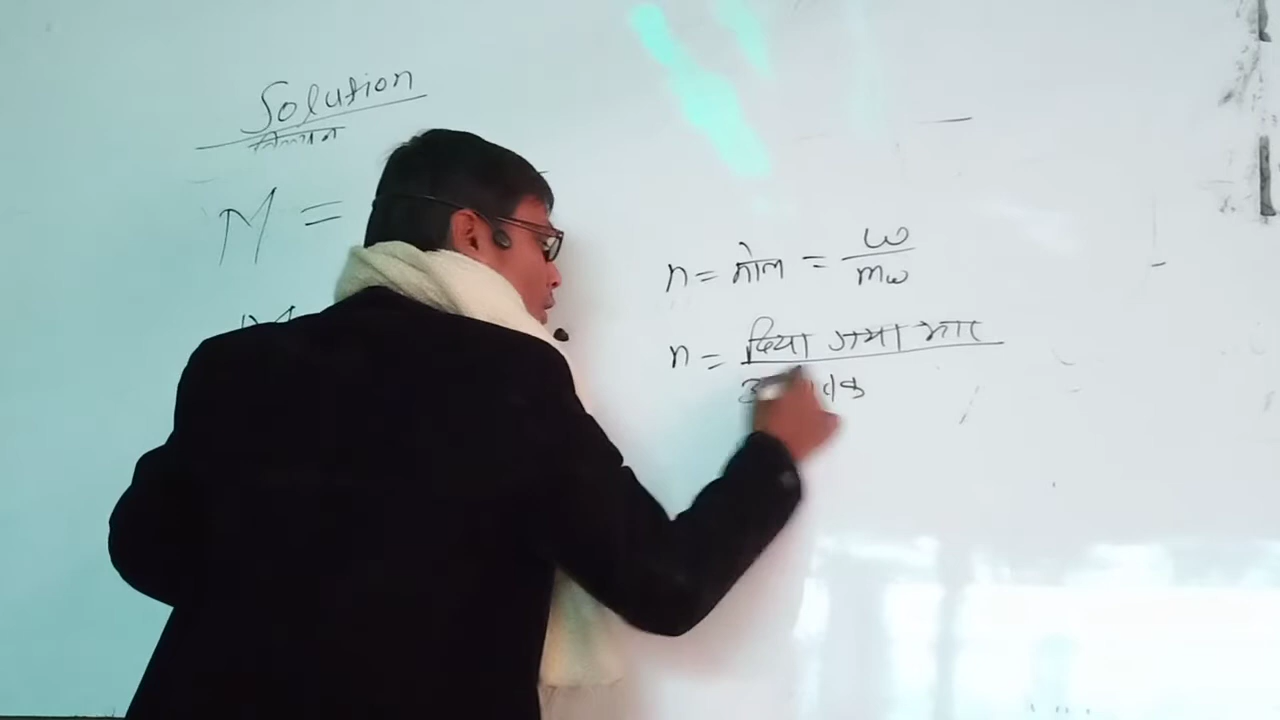 Solution
विलयन
M =
n = मोल = w/mw
M
n = दिया गया भार